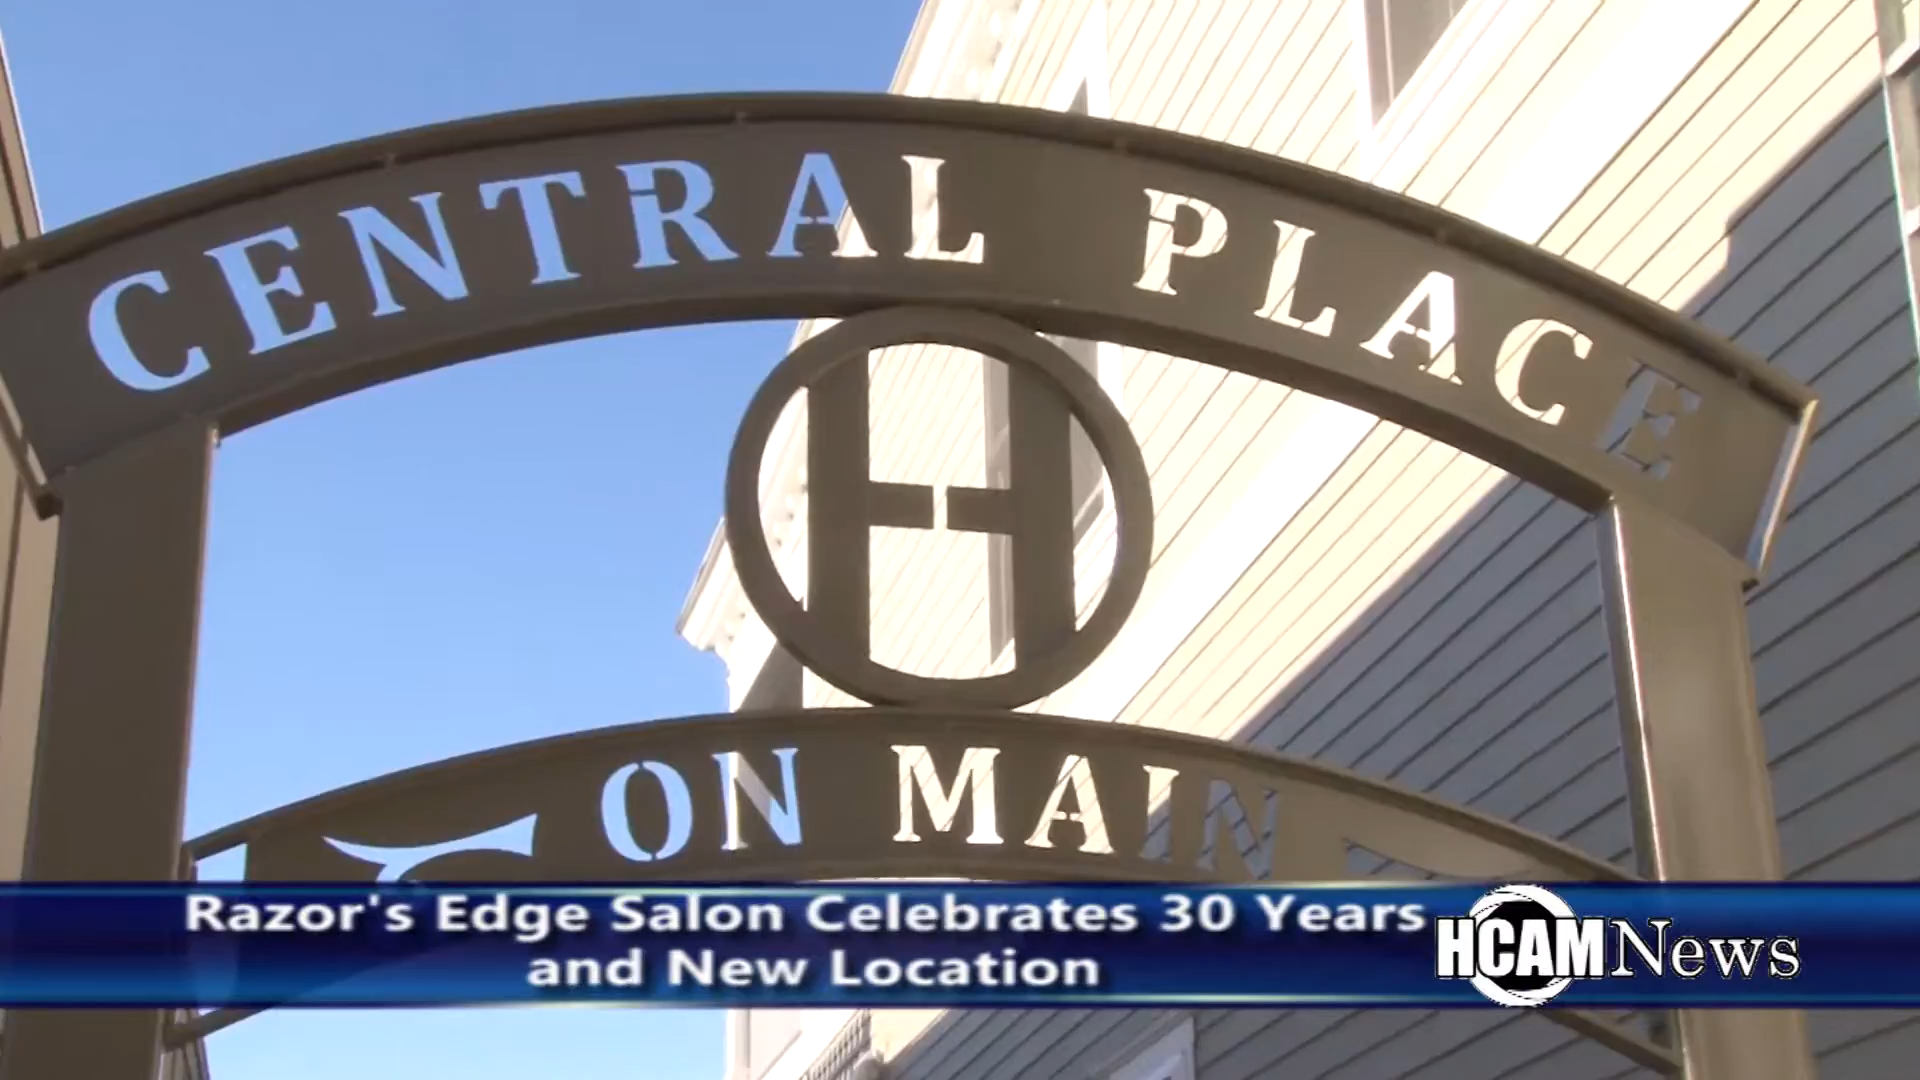 CENTRAL PLACE
H
ON MAIN
Razor's Edge Salon Celebrates 30 Years
and New Location
HCAM News